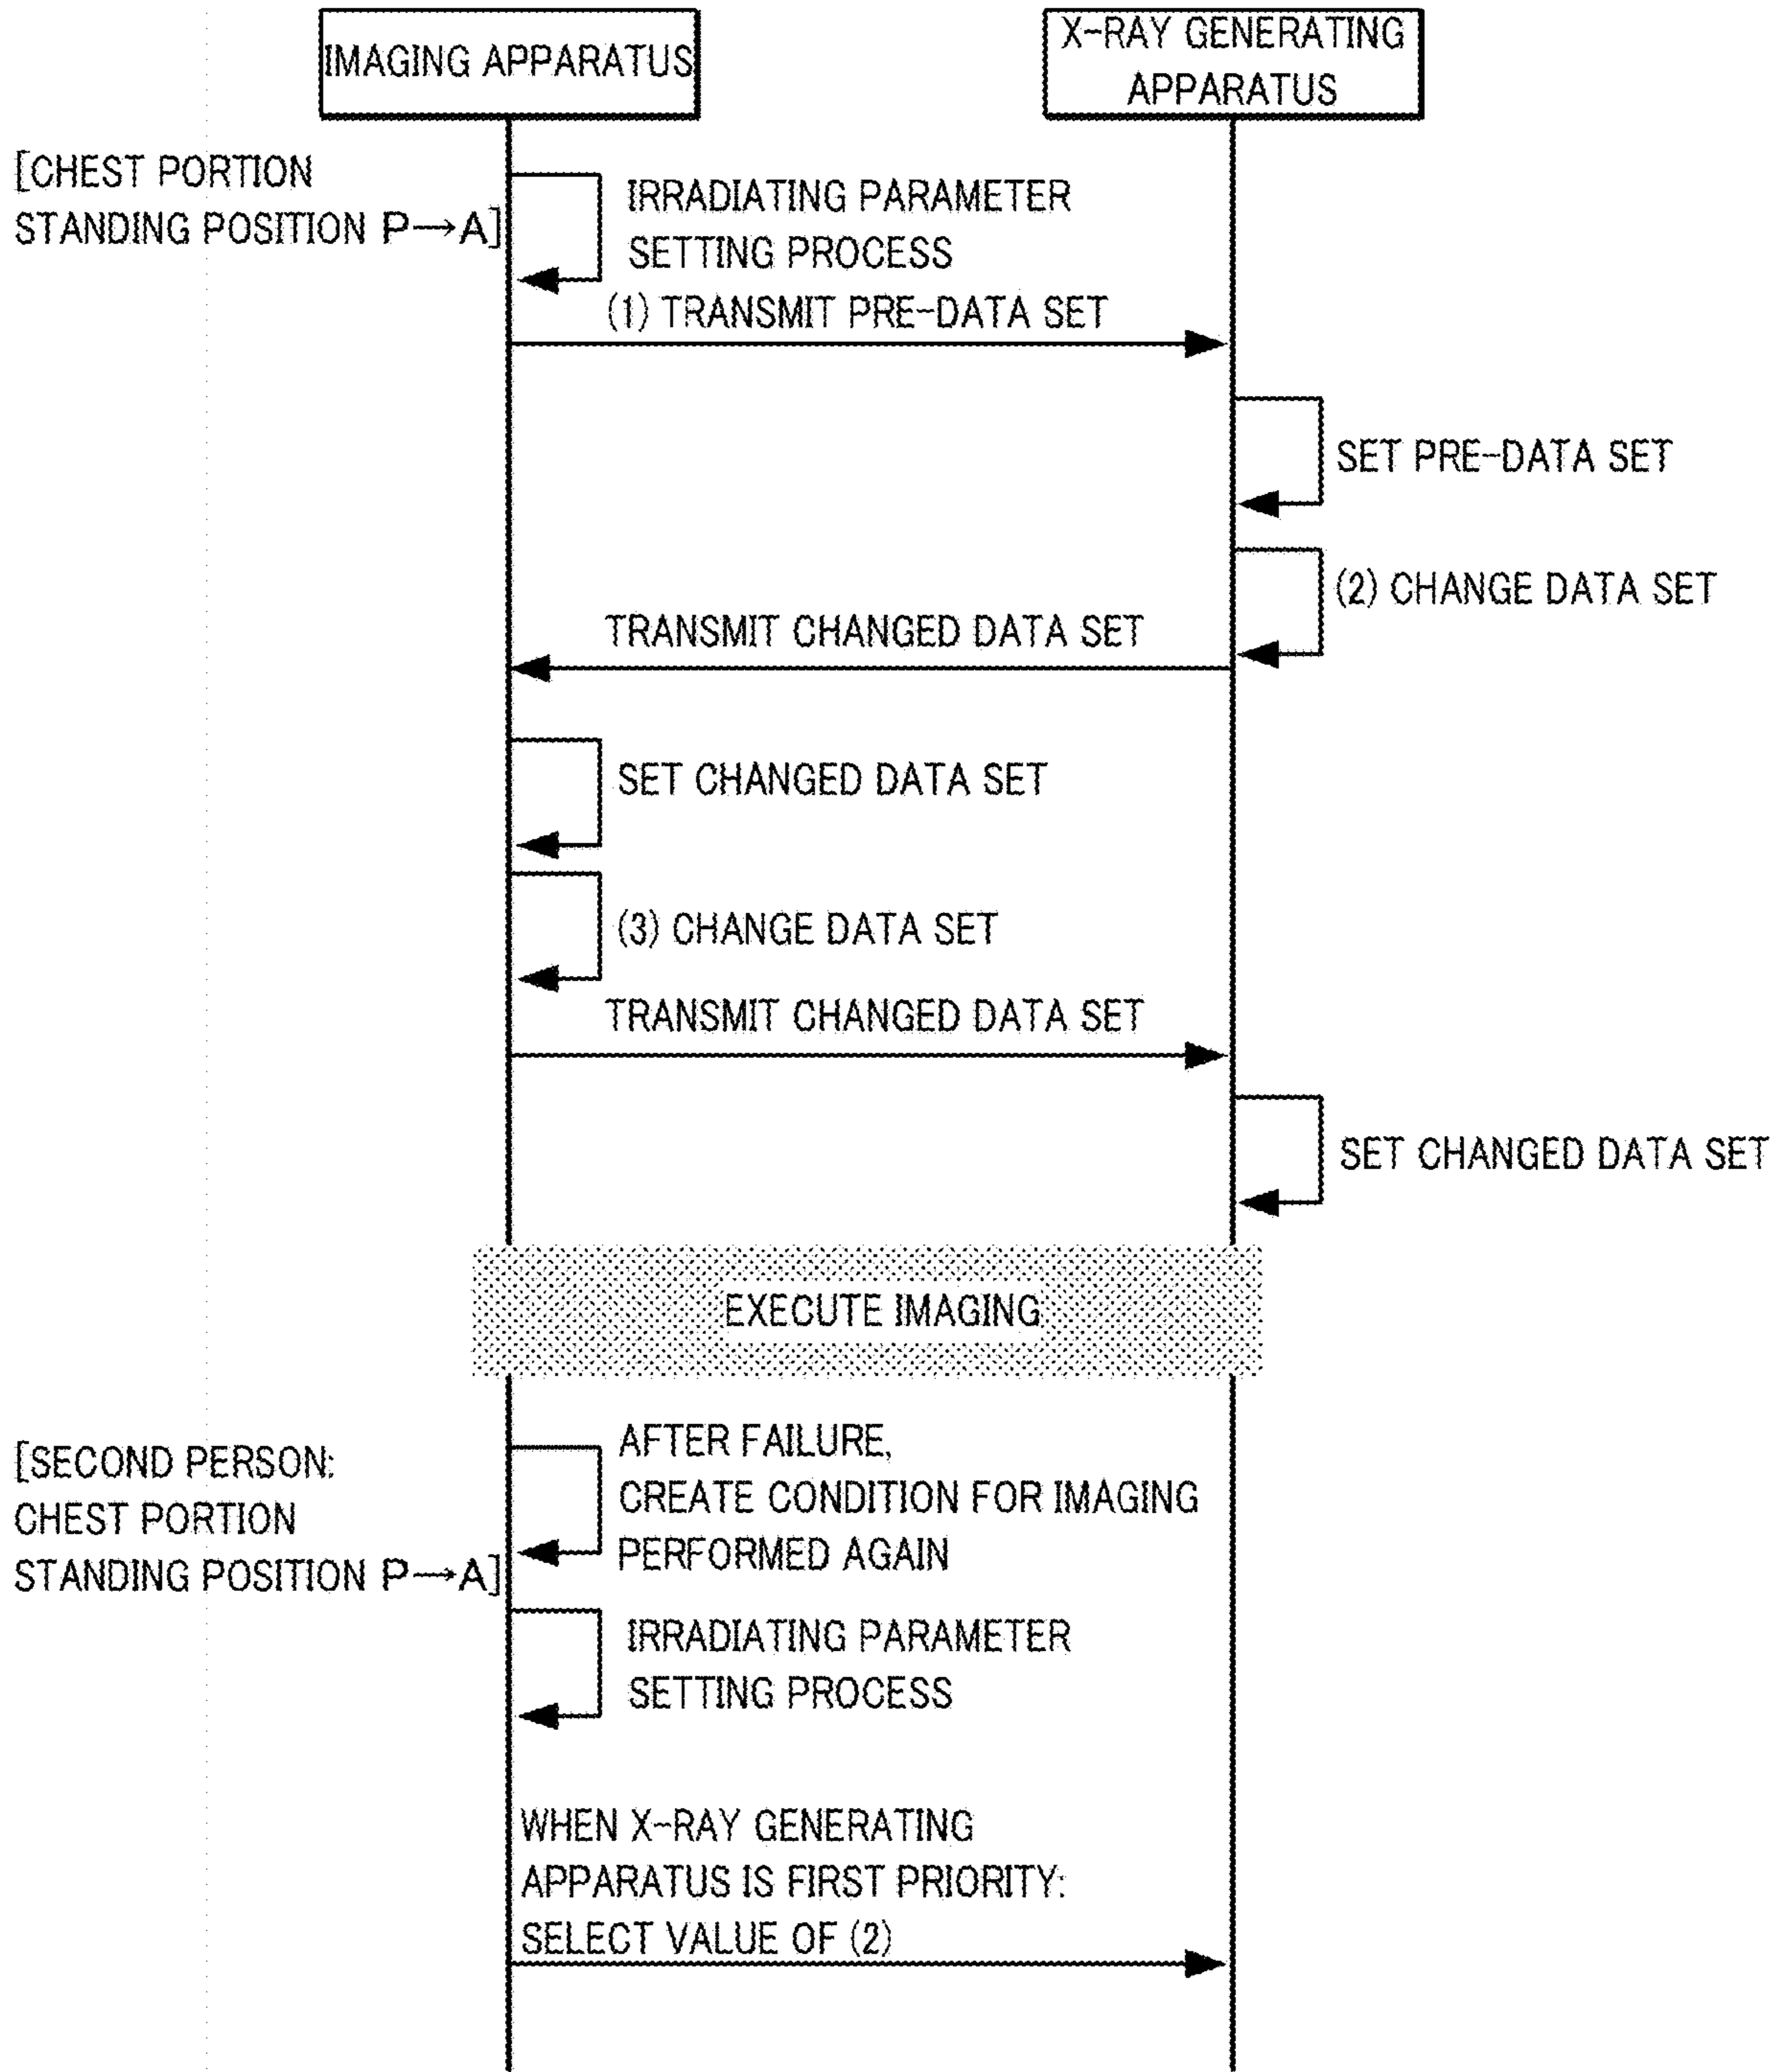 IMAGING APPARATUS
X-RAY GENERATING
APPARATUS
[CHEST PORTION
STANDING POSITION P→A]
IRRADIATING PARAMETER
SETTING PROCESS
(1) TRANSMIT PRE-DATA SET
SET PRE-DATA SET
(2) CHANGE DATA SET
TRANSMIT CHANGED DATA SET
SET CHANGED DATA SET
(3) CHANGE DATA SET
TRANSMIT CHANGED DATA SET
SET CHANGED DATA SET
EXECUTE IMAGING
[SECOND PERSON:
CHEST PORTION
STANDING POSITION P→A]
AFTER FAILURE,
CREATE CONDITION FOR IMAGING
PERFORMED AGAIN
IRRADIATING PARAMETER
SETTING PROCESS
WHEN X-RAY GENERATING
APPARATUS IS FIRST PRIORITY:
SELECT VALUE OF (2)